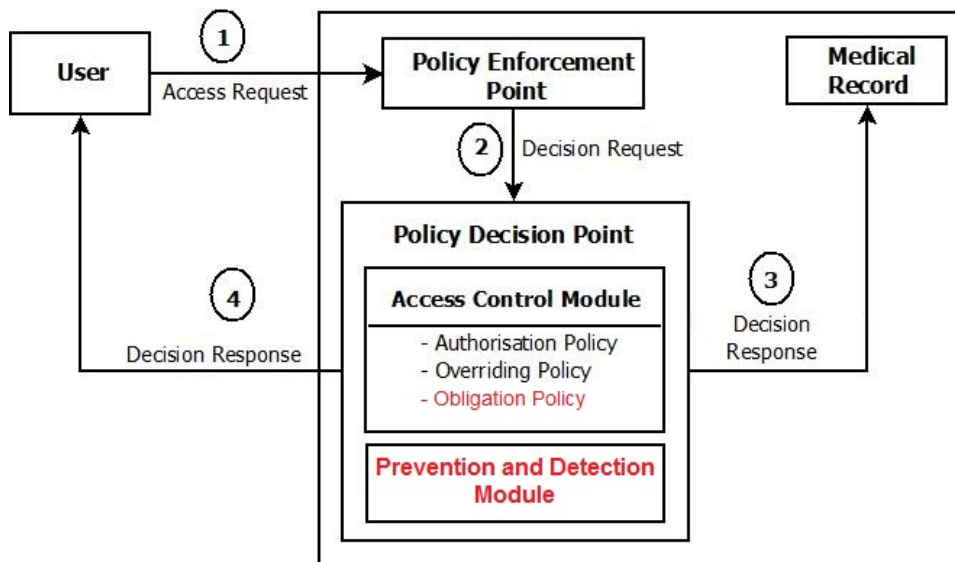 1
User
Access Request
Policy Enforcement
Point
Medical
Record
2
Decision Request
Policy Decision Point
Access Control Module
- Authorisation Policy
- Overriding Policy
- Obligation Policy
Prevention and Detection
Module
3
Decision
Response
4
Decision Response